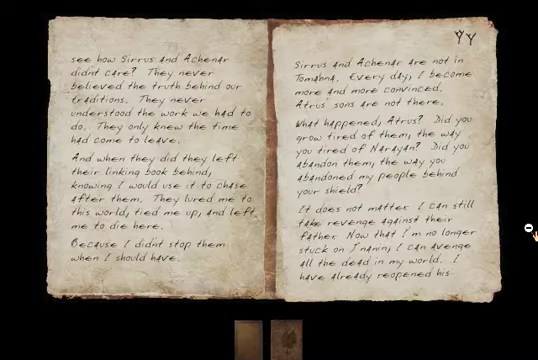 see how Sirrus and Achenar
didnt care? They never
believed the truth behind our
traditions. They never
understood the work we had to
do. They only knew the time
had come to leave.
And when they did they left
their linking book behind,
knowing I would use it to chase
after them. They lured me to
this world, tied me up, and left
me to die here.
Because I didnt stop them
when I should have.
Sirrus and Achenar are not in
Tomahna. Every day, I become
more and more convinced.
Atrus' sons are not there.
What happened, Atrus? Did you
grow tired of them, the way
you tired of Narayan? Did you
abandon them, the way you
abandoned my people behind
your shield?
It does not matter. I can still
take revenge against their
father. Now that I'm no longer
stuck on J'nanin, I can avenge
all the dead in my world. I
have already reopened his